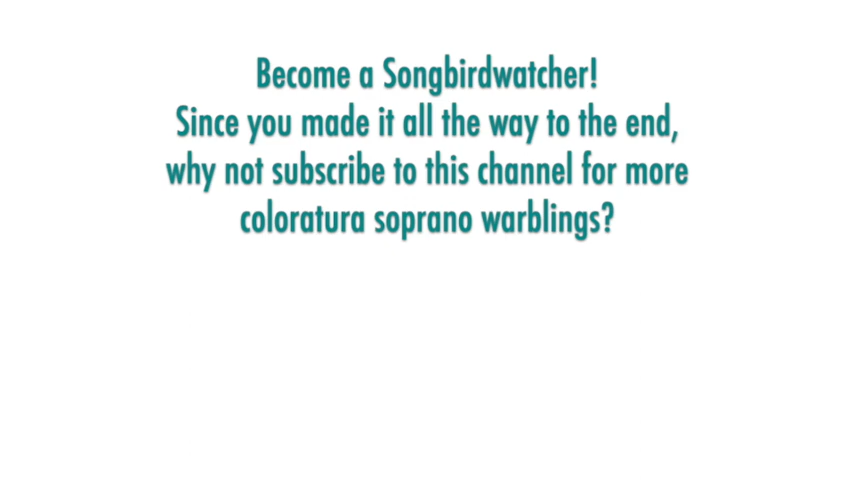 Become a Songbirdwatcher!
Since you made it all the way to the end,
why not subscribe to this channel for more
coloratura soprano warblings?